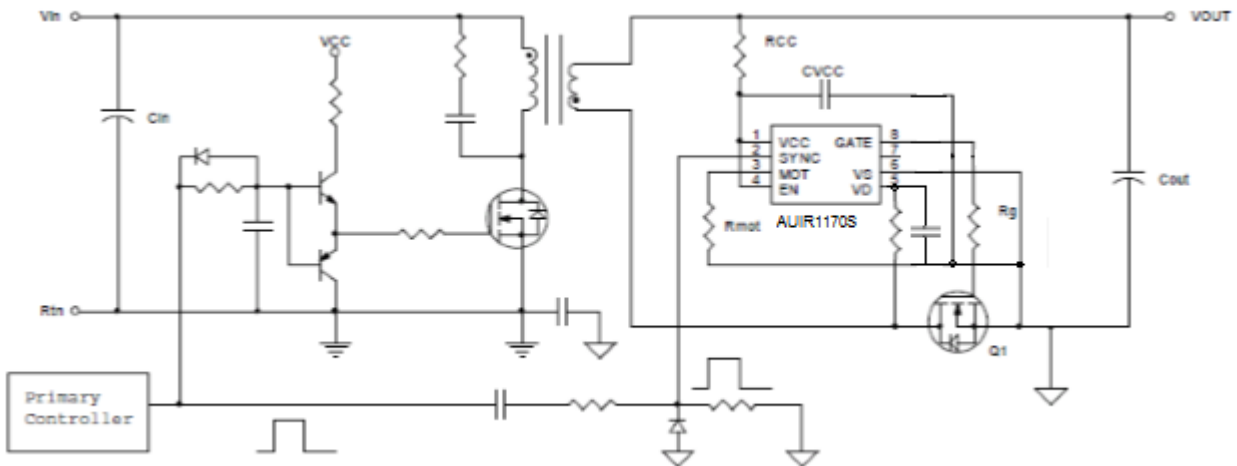 Vin
VOUT
RCC
VCC
CVCC
Cin
1 VCC GATE 8
2 SYNC 7
3 MOT VS 6
4 EN VD 5
Cout
Rmot
AUIR1170S
Rg
Rtn
Q1
Primary
Controller